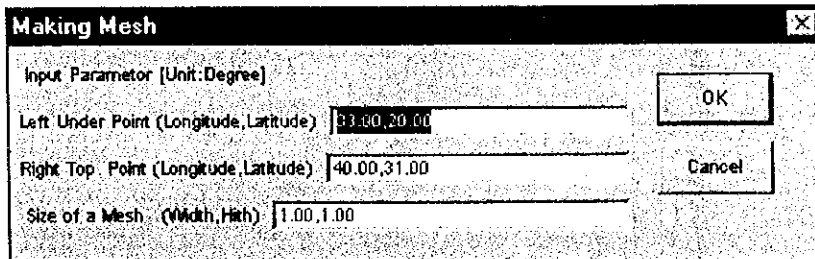 Making Mesh
Input Parametor [Unit:Degree]
OK
Left Under Point (Longitude,Latitude) 33.00,20.00
Right Top Point (Longitude,Latitude) 40.00,31.00
Cancel
Size of a Mesh (Width,Hith) 1.00,1.00